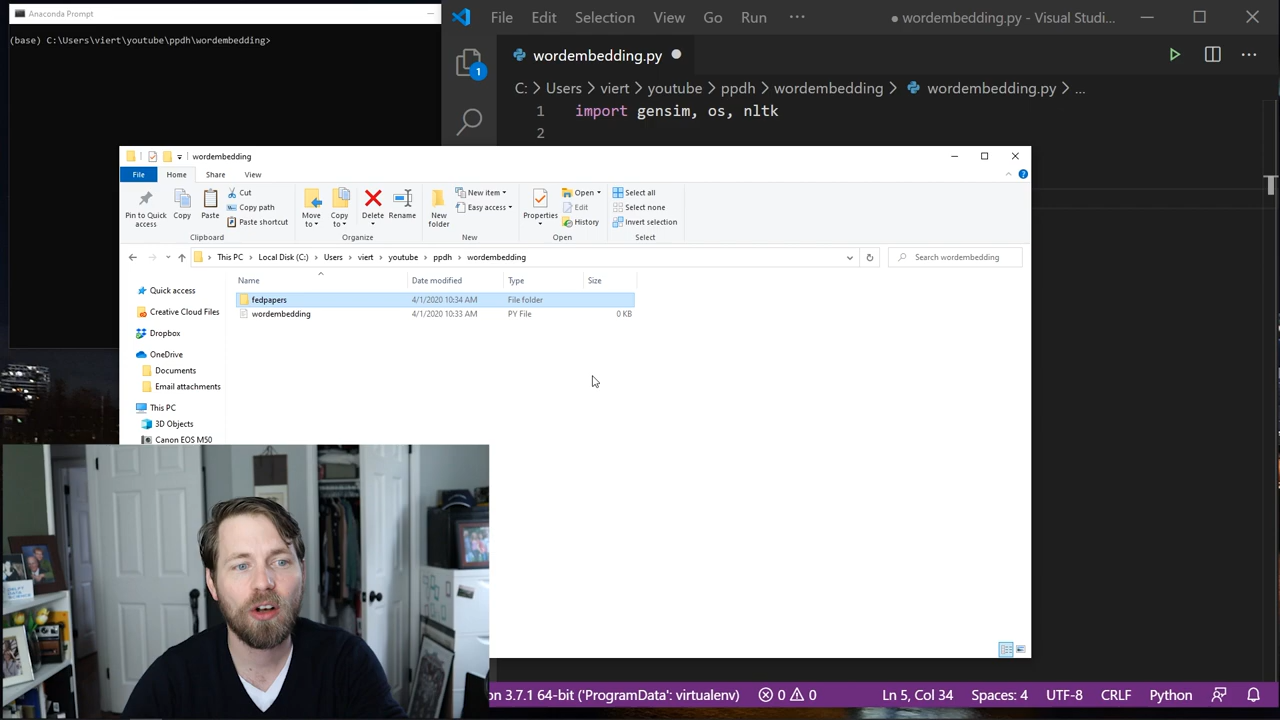 Anaconda Prompt
(base) C:\Users\viert\youtube\ppdh\wordembedding>
File Edit Selection View Run ··· ● wordembedding.py - Visual Studi...
wordembedding.py
C: > Users > viert > youtube > ppdh > wordembedding > wordembedding.py > ...
1
1 import gensim, os, nltk
2
wordembedding
File Home Share View
Pin to Quick access
Copy
Paste
Cut
Copy path
Paste shortcut
Clipboard
Move to
Copy to
Delete
Rename
Organize
New folder
New item
Easy access
New
Properties
Open
Edit
History
Open
Select all
Select none
Invert selection
Select
This PC > Local Disk (C:) > Users > viert > youtube > ppdh > wordembedding
Search wordembedding
Name Date modified Type Size
fedpapers 4/1/2020 10:34 AM File folder
wordembedding 4/1/2020 10:33 AM PY File 0 KB
Quick access
Creative Cloud Files
Dropbox
OneDrive
Documents
Email attachments
This PC
3D Objects
Canon EOS M50
on 3.7.1 64-bit ('ProgramData': virtualenv) 0 0 Ln 5, Col 34 Spaces: 4 UTF-8 CRLF Python